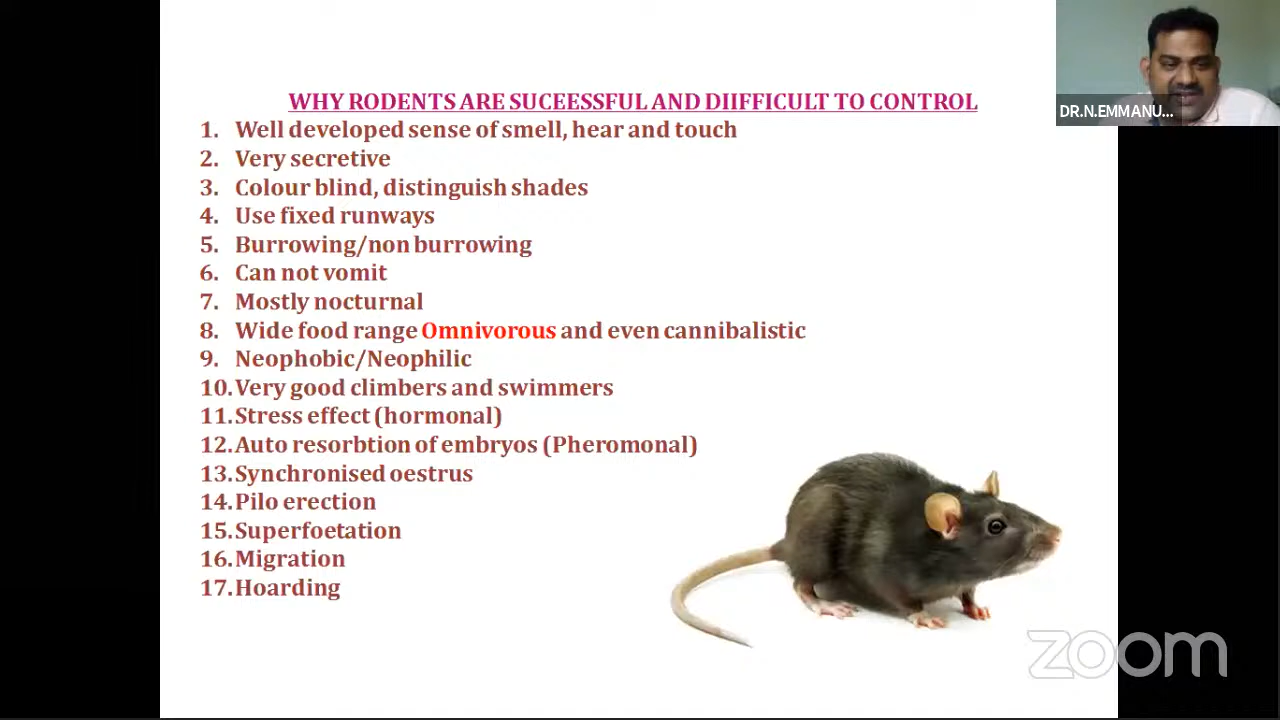 WHY RODENTS ARE SUCEESSFUL AND DIIFFICULT TO CONTROL
1. Well developed sense of smell, hear and touch
2. Very secretive
3. Colour blind, distinguish shades
4. Use fixed runways
5. Burrowing/non burrowing
6. Can not vomit
7. Mostly nocturnal
8. Wide food range Omnivorous and even cannibalistic
9. Neophobic/Neophilic
10. Very good climbers and swimmers
11. Stress effect (hormonal)
12. Auto resorbtion of embryos (Pheromonal)
13. Synchronised oestrus
14. Pilo erection
15. Superfoetation
16. Migration
17. Hoarding
DR.N.EMMANU...
zoom